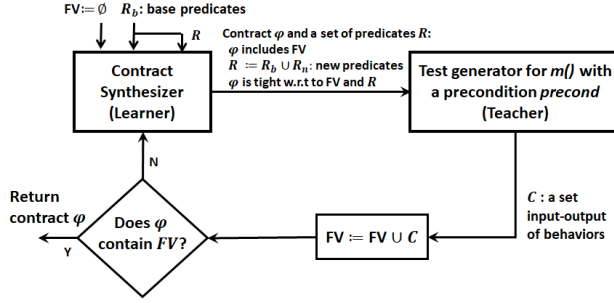 FV:= ∅ R_b: base predicates
R
Contract φ and a set of predicates R:
φ includes FV
R := R_b ∪ R_n: new predicates
φ is tight w.r.t to FV and R
Contract
Synthesizer
(Learner)
Test generator for m() with
a precondition precond
(Teacher)
N
Return
contract φ
Y
Does φ
contain FV?
FV := FV ∪ C
C : a set
input-output
of behaviors